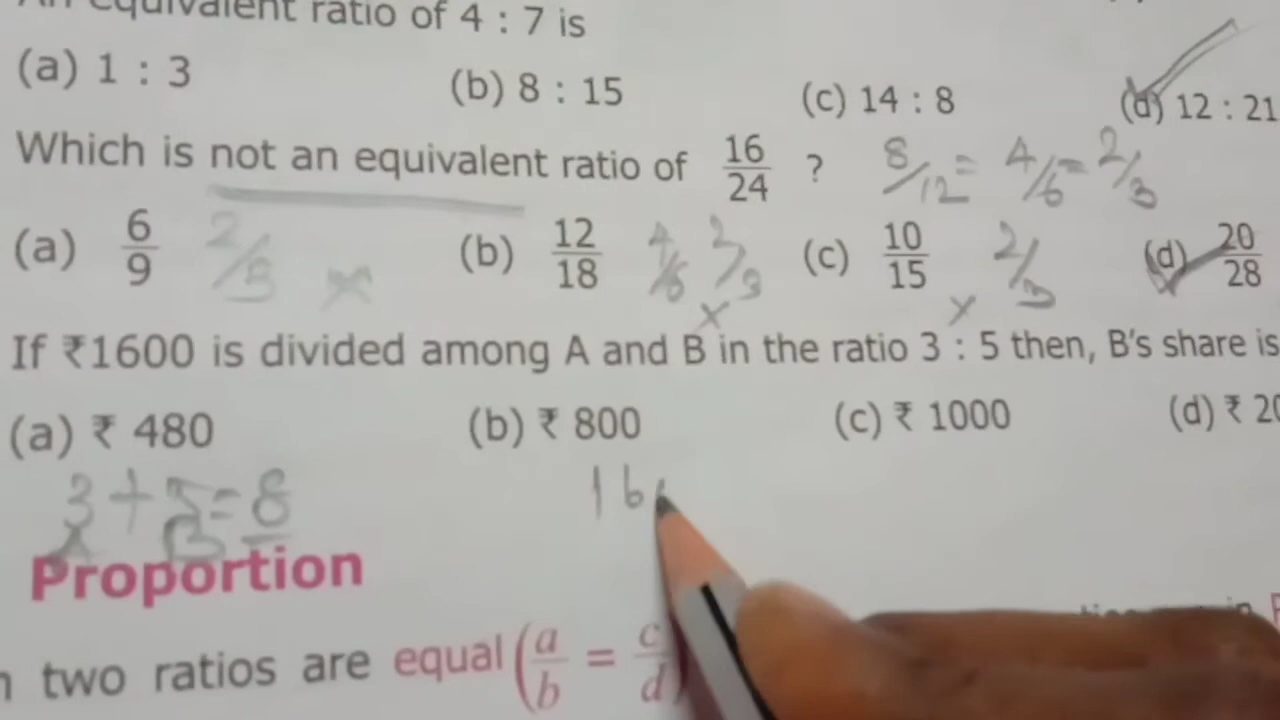 equivalent ratio of 4 : 7 is
(a) 1 : 3 (b) 8 : 15 (c) 14 : 8 (d) 12 : 21
Which is not an equivalent ratio of 16/24 ? 8/12 = 4/6 = 2/3
(a) 6/9 2/3 × (b) 12/18 4/6 2/3 × (c) 10/15 × 2/3 (d) 20/28
If ₹1600 is divided among A and B in the ratio 3 : 5 then, B's share is
(a) ₹ 480 (b) ₹ 800 (c) ₹ 1000 (d) ₹
3 + 5 = 8 16
A B
Proportion
two ratios are equal (a/b = c/d)